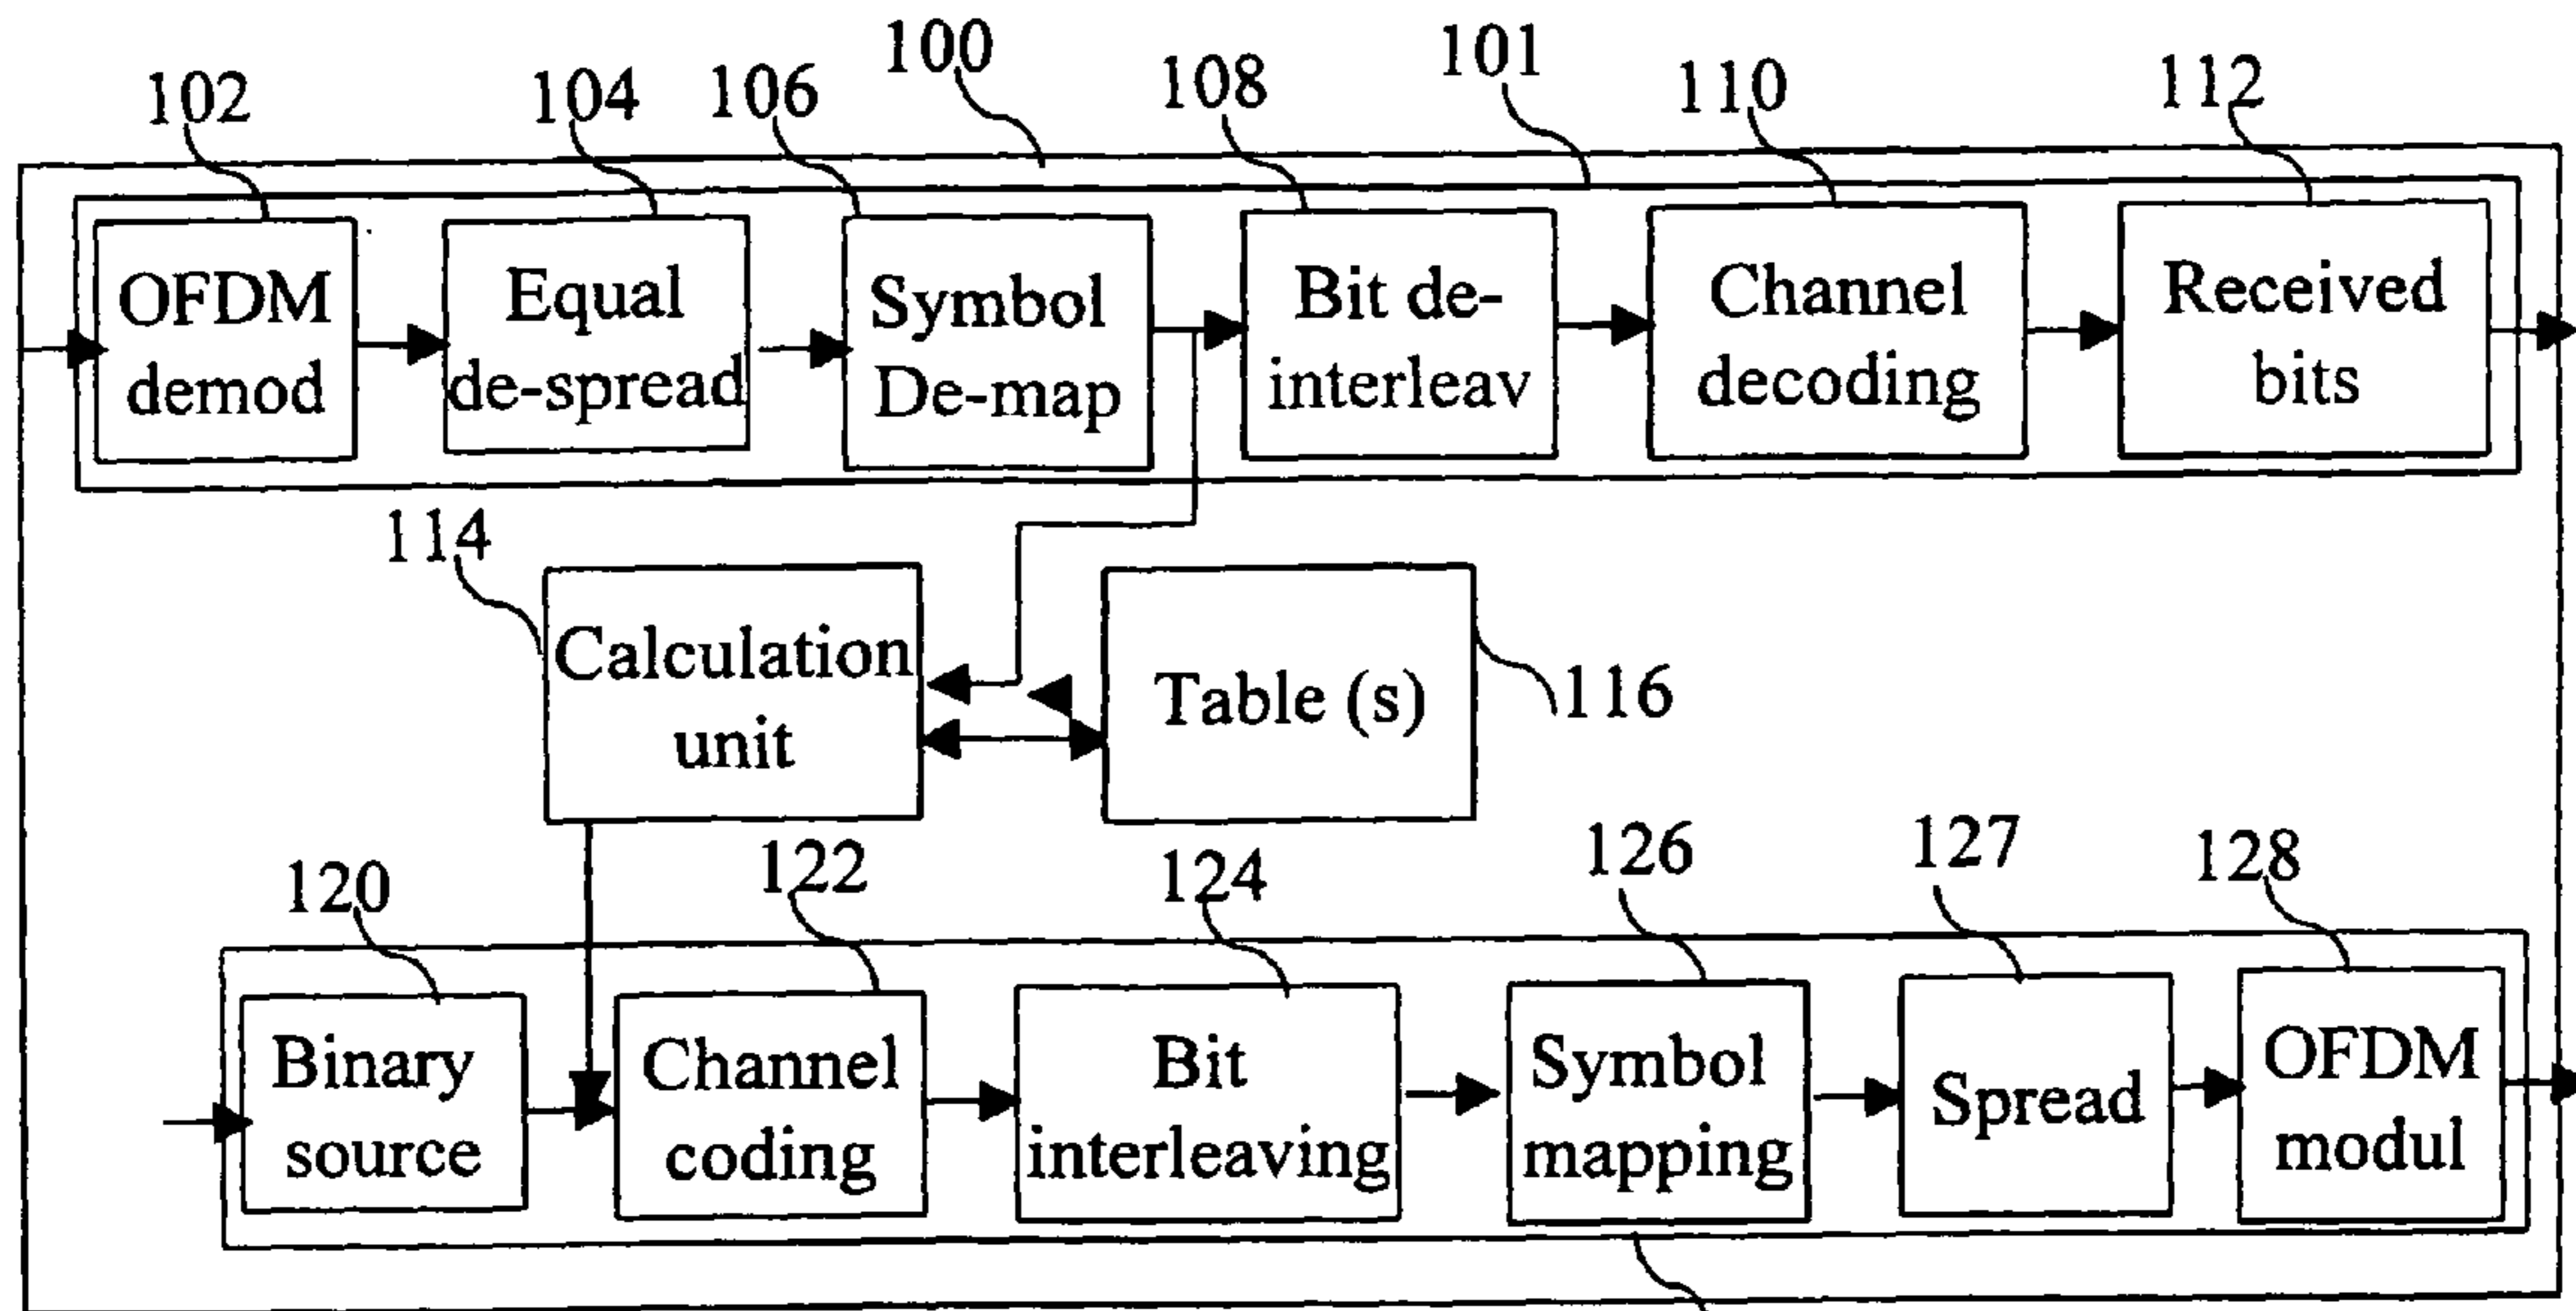 100
101
102
104
106
108
110
112
OFDM
demod
Equal
de-spread
Symbol
De-map
Bit de-
interleav
Channel
decoding
Received
bits
114
Calculation
unit
Table (s)
116
120
122
124
126
127
128
Binary
source
Channel
coding
Bit
interleaving
Symbol
mapping
Spread
OFDM
modul